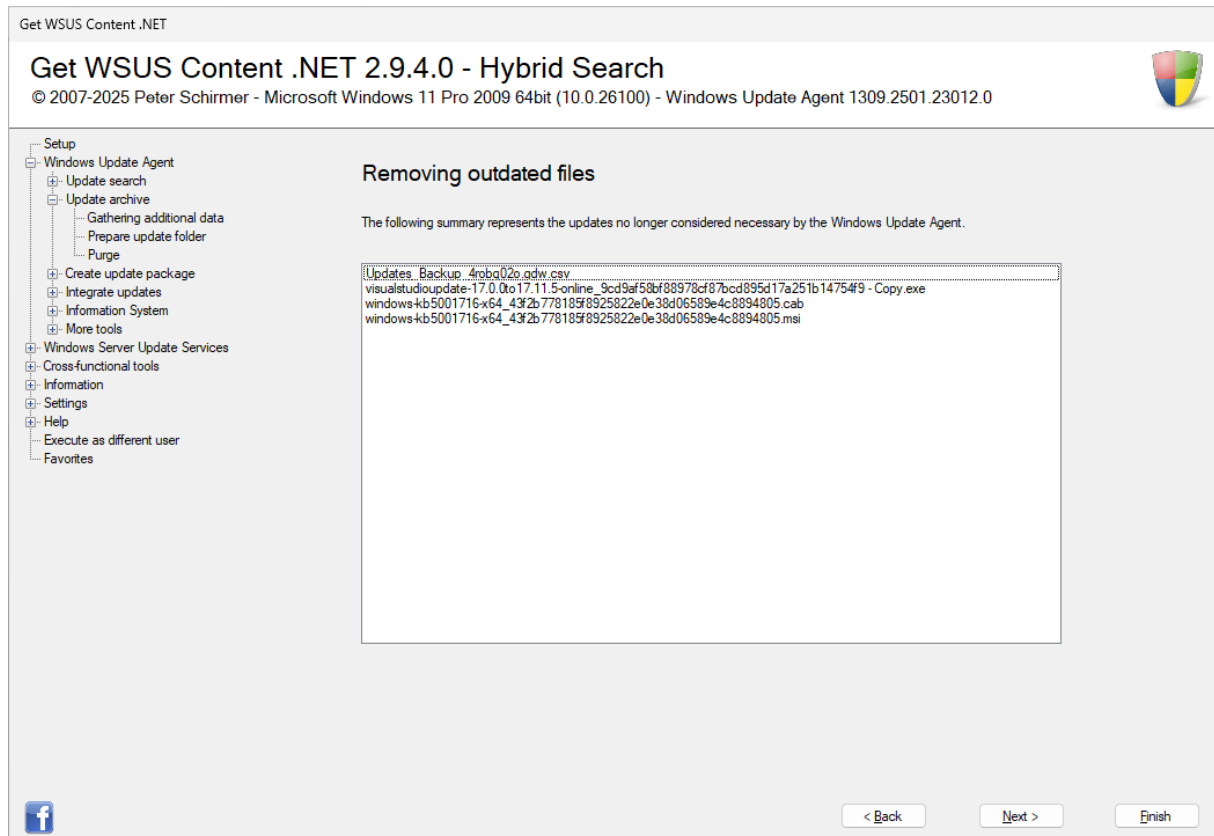 Get WSUS Content .NET
Get WSUS Content .NET 2.9.4.0 - Hybrid Search
© 2007-2025 Peter Schirmer - Microsoft Windows 11 Pro 2009 64bit (10.0.26100) - Windows Update Agent 1309.2501.23012.0
Setup
Windows Update Agent
Update search
Update archive
Gathering additional data
Prepare update folder
Purge
Create update package
Integrate updates
Information System
More tools
Windows Server Update Services
Cross-functional tools
Information
Settings
Help
Execute as different user
Favorites
Removing outdated files
The following summary represents the updates no longer considered necessary by the Windows Update Agent.
Updates_Backup_4robq02o.qdw.csv
visualstudioupdate-17.0.0to17.11.5-online_9cd9af58bf88978cf87bcd895d17a251b14754f9 - Copy.exe
windows-kb5001716-x64_43f2b778185f8925822e0e38d06589e4c8894805.cab
windows-kb5001716-x64_43f2b778185f8925822e0e38d06589e4c8894805.msi
f
< Back
Next >
Finish